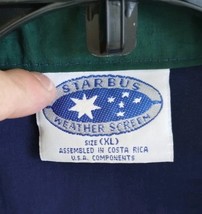 STARBUS
WEATHER SCREEN
SIZE (XL)
ASSEMBLED IN COSTA RICA
U.S.A. COMPONENTS